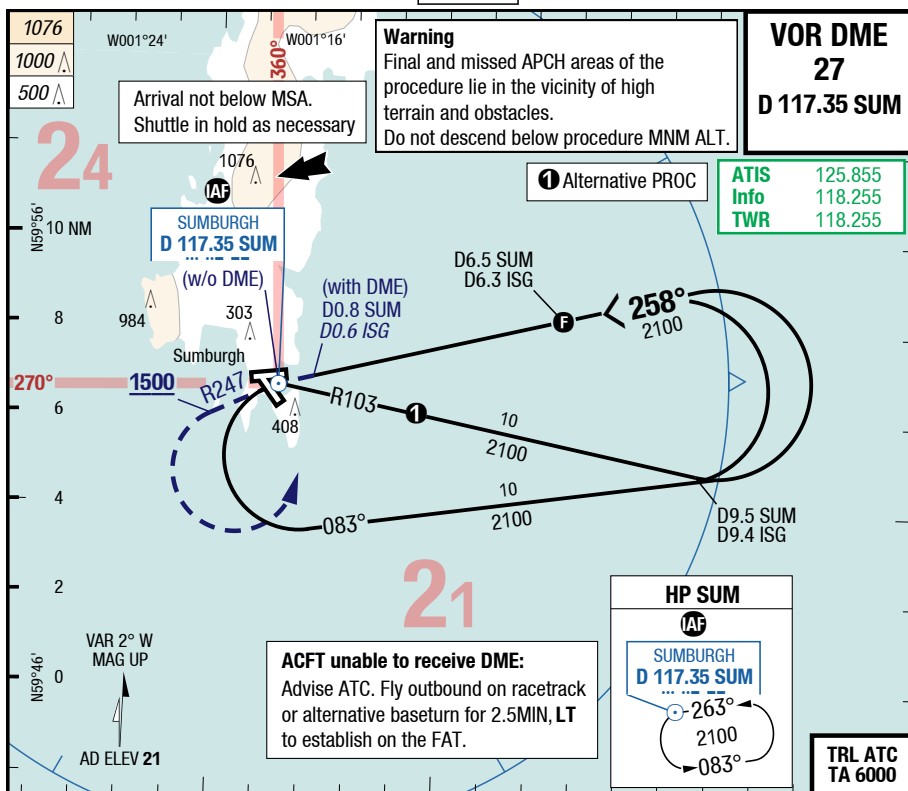 1076
1000
500
W001°24'
W001°16'
360°
Arrival not below MSA.
Shuttle in hold as necessary
Warning
Final and missed APCH areas of the
procedure lie in the vicinity of high
terrain and obstacles.
Do not descend below procedure MNM ALT.
VOR DME
27
D 117.35 SUM
24
1076
IAF
1 Alternative PROC
ATIS 125.855
Info 118.255
TWR 118.255
N59°56'
10 NM
SUMBURGH
D 117.35 SUM
(w/o DME)
(with DME)
D0.8 SUM
D0.6 ISG
D6.5 SUM
D6.3 ISG
F
258°
2100
984
303
8
Sumburgh
270°
1500
R247
R103
1
6
408
10
2100
4
083°
10
2100
D9.5 SUM
D9.4 ISG
21
2
HP SUM
IAF
SUMBURGH
D 117.35 SUM
263°
2100
083°
VAR 2° W
MAG UP
N59°46'
0
AD ELEV 21
ACFT unable to receive DME:
Advise ATC. Fly outbound on racetrack
or alternative baseturn for 2.5MIN, LT
to establish on the FAT.
TRL ATC
TA 6000